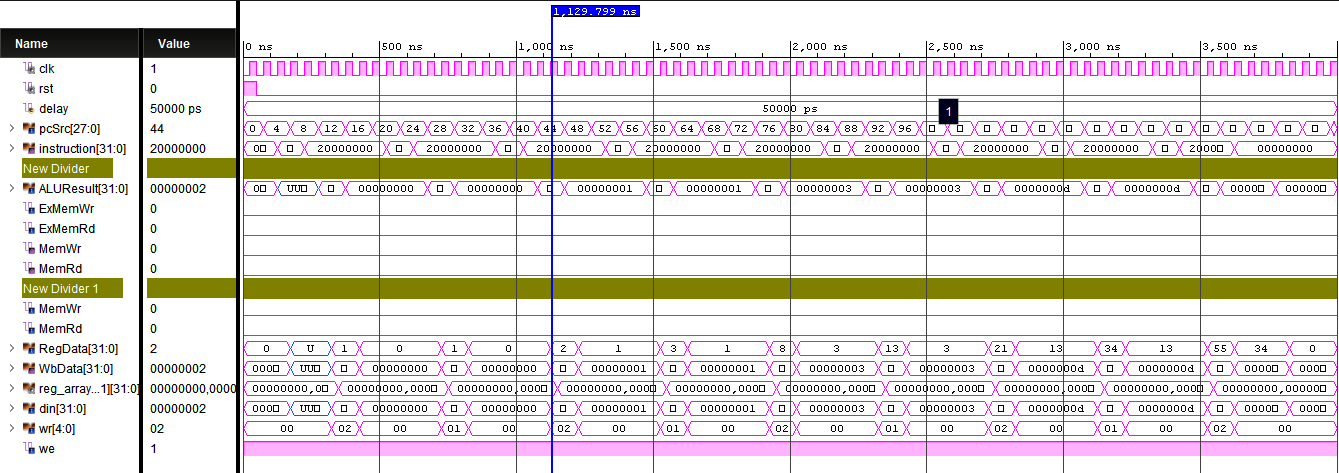 1,129.799 ns
Name Value
0 ns 500 ns 1,000 ns 1,500 ns 2,000 ns 2,500 ns 3,000 ns 3,500 ns
clk 1
rst 0
delay 50000 ps 50000 ps 1
pcSrc[27:0] 44 0 4 8 12 16 20 24 28 32 36 40 44 48 52 56 60 64 68 72 76 80 84 88 92 96
instruction[31:0] 20000000 0 20000000 20000000 20000000 20000000 20000000 20000000 20000000 20000000 2000 00000000
New Divider
ALUResult[31:0] 00000002 0 UU 00000000 00000000 00000001 00000001 00000003 00000003 0000000d 0000000d 0000 00000
ExMemWr 0
ExMemRd 0
MemWr 0
MemRd 0
New Divider 1
MemWr 0
MemRd 0
RegData[31:0] 2 0 U 1 0 1 0 2 1 3 1 8 3 13 3 21 13 34 13 55 34 0
WbData[31:0] 00000002 000 UU 00000000 00000000 00000001 00000001 00000003 00000003 0000000d 0000000d 0000 0000
reg_array...1][31:0] 00000000,0000 00000000,0 00000000,000 00000000,000 00000000,000 00000000,000 00000000,000 00000000,000 00000000,000 00000000,000 00000000,000
din[31:0] 00000002 000 UU 00000000 00000000 00000001 00000001 00000003 00000003 0000000d 0000000d 0000 0000
wr[4:0] 02 00 02 00 01 00 02 00 01 00 02 00 01 00 02 00 01 00 02 00
we 1